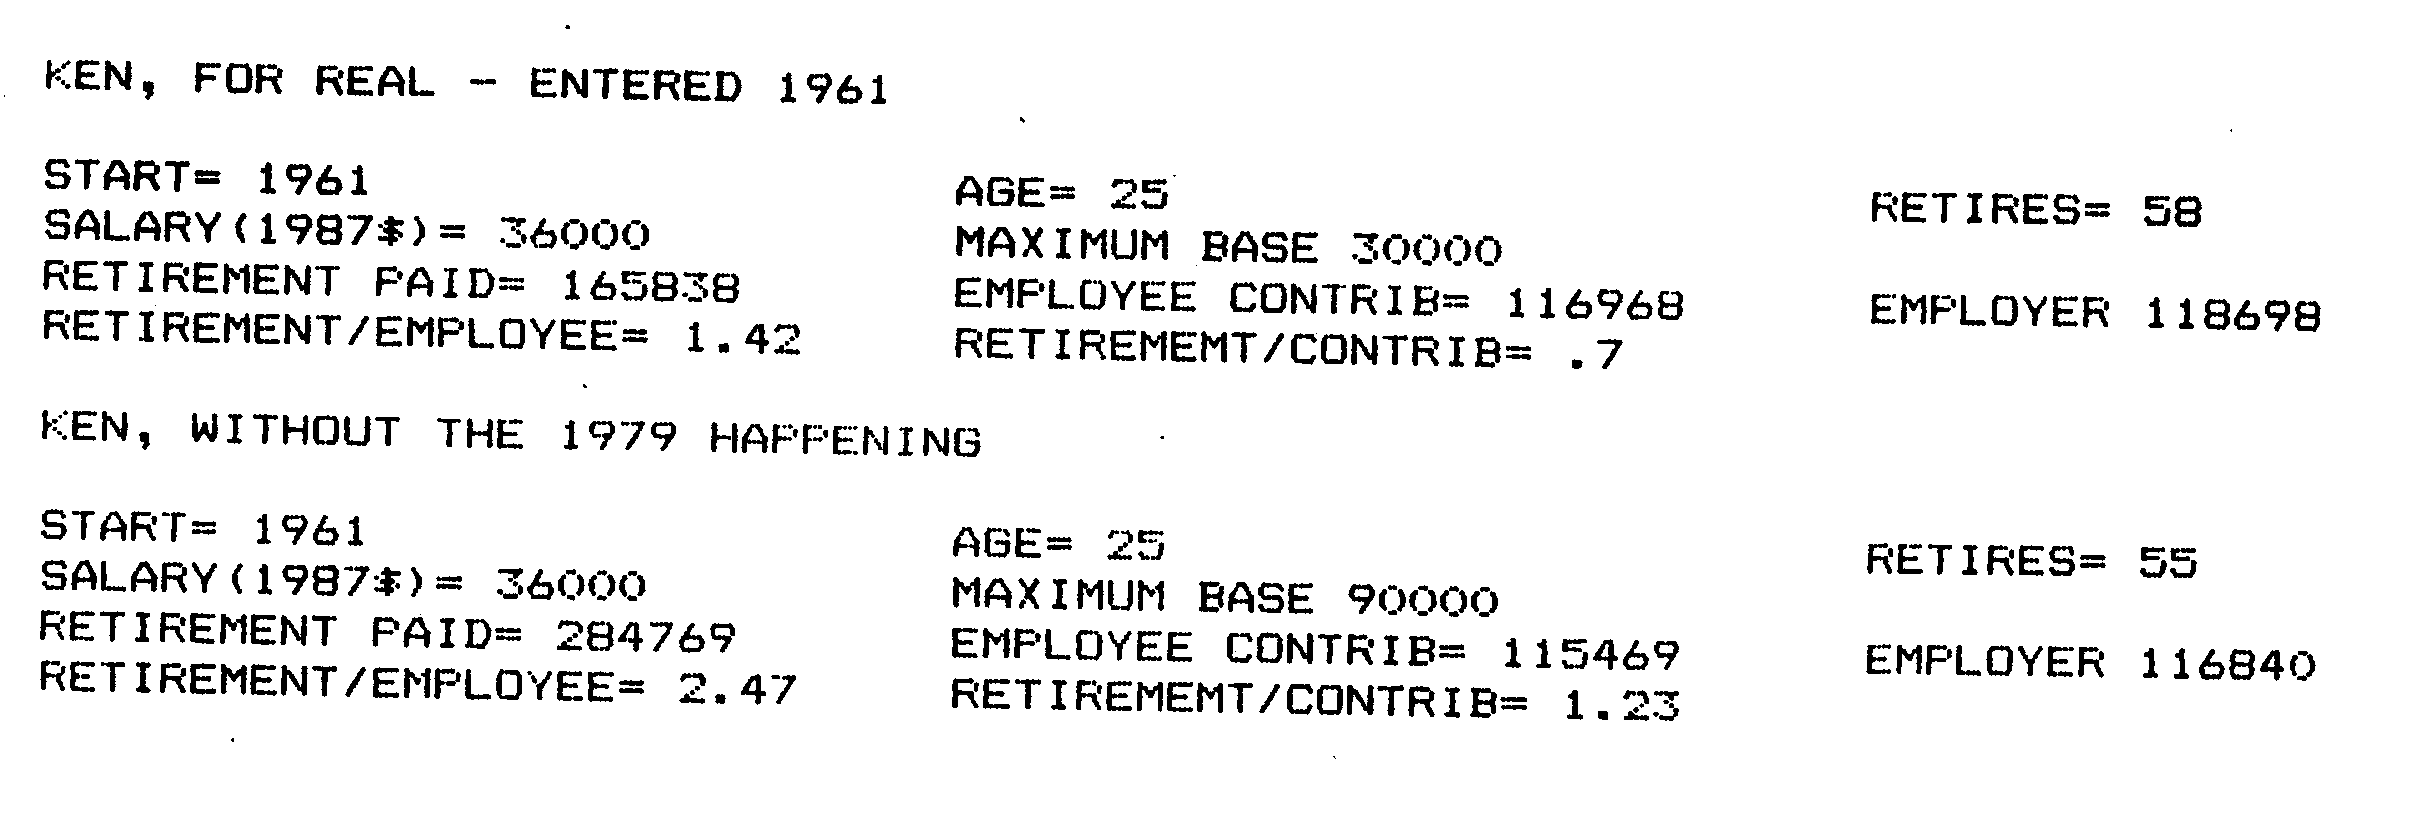 KEN, FOR REAL - ENTERED 1961
START= 1961 AGE= 25 RETIRES= 58
SALARY(1987$)= 36000 MAXIMUM BASE 30000
RETIREMENT PAID= 165838 EMPLOYEE CONTRIB= 116968 EMPLOYER 118698
RETIREMENT/EMPLOYEE= 1.42 RETIREMEMT/CONTRIB= .7
KEN, WITHOUT THE 1979 HAPPENING
START= 1961 AGE= 25 RETIRES= 55
SALARY(1987$)= 36000 MAXIMUM BASE 90000
RETIREMENT PAID= 284769 EMPLOYEE CONTRIB= 115469 EMPLOYER 116840
RETIREMENT/EMPLOYEE= 2.47 RETIREMEMT/CONTRIB= 1.23